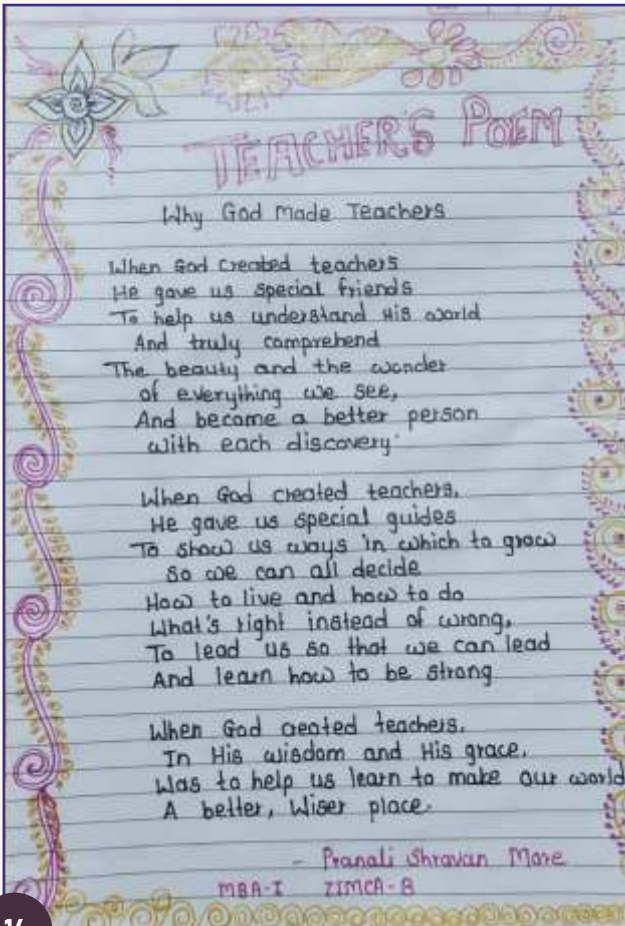 TEACHER'S POEM
Why God made Teachers
When God created teachers
He gave us special friends
To help us understand His world
And truly comprehend
The beauty and the wonder
of everything we see,
And become a better person
with each discovery.
When God created teachers,
He gave us special guides
To show us ways in which to grow
So we can all decide
How to live and how to do
What's right instead of wrong,
To lead us so that we can lead
And learn how to be strong
When God created teachers,
In His wisdom and His grace,
Was to help us learn to make our world
A better, Wiser place.
- Pranali Shravan More
MBA-I ZIMCA-B